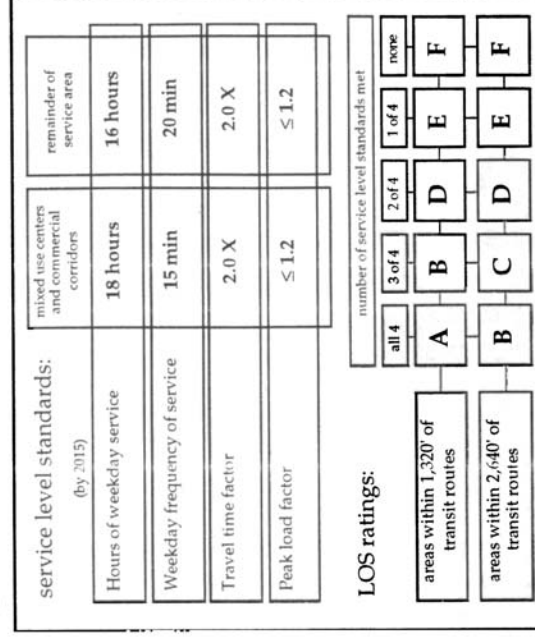 service level standards:
(by 2015)
mixed use centers
and commercial
corridors
remainder of
service area
Hours of weekday service
18 hours
16 hours
Weekday frequency of service
15 min
20 min
Travel time factor
2.0 X
2.0 X
Peak load factor
≤ 1.2
≤ 1.2
LOS ratings:
number of service level standards met
all 4
3 of 4
2 of 4
1 of 4
none
areas within 1,320' of
transit routes
A
B
D
E
F
areas within 2,640' of
transit routes
B
C
D
E
F